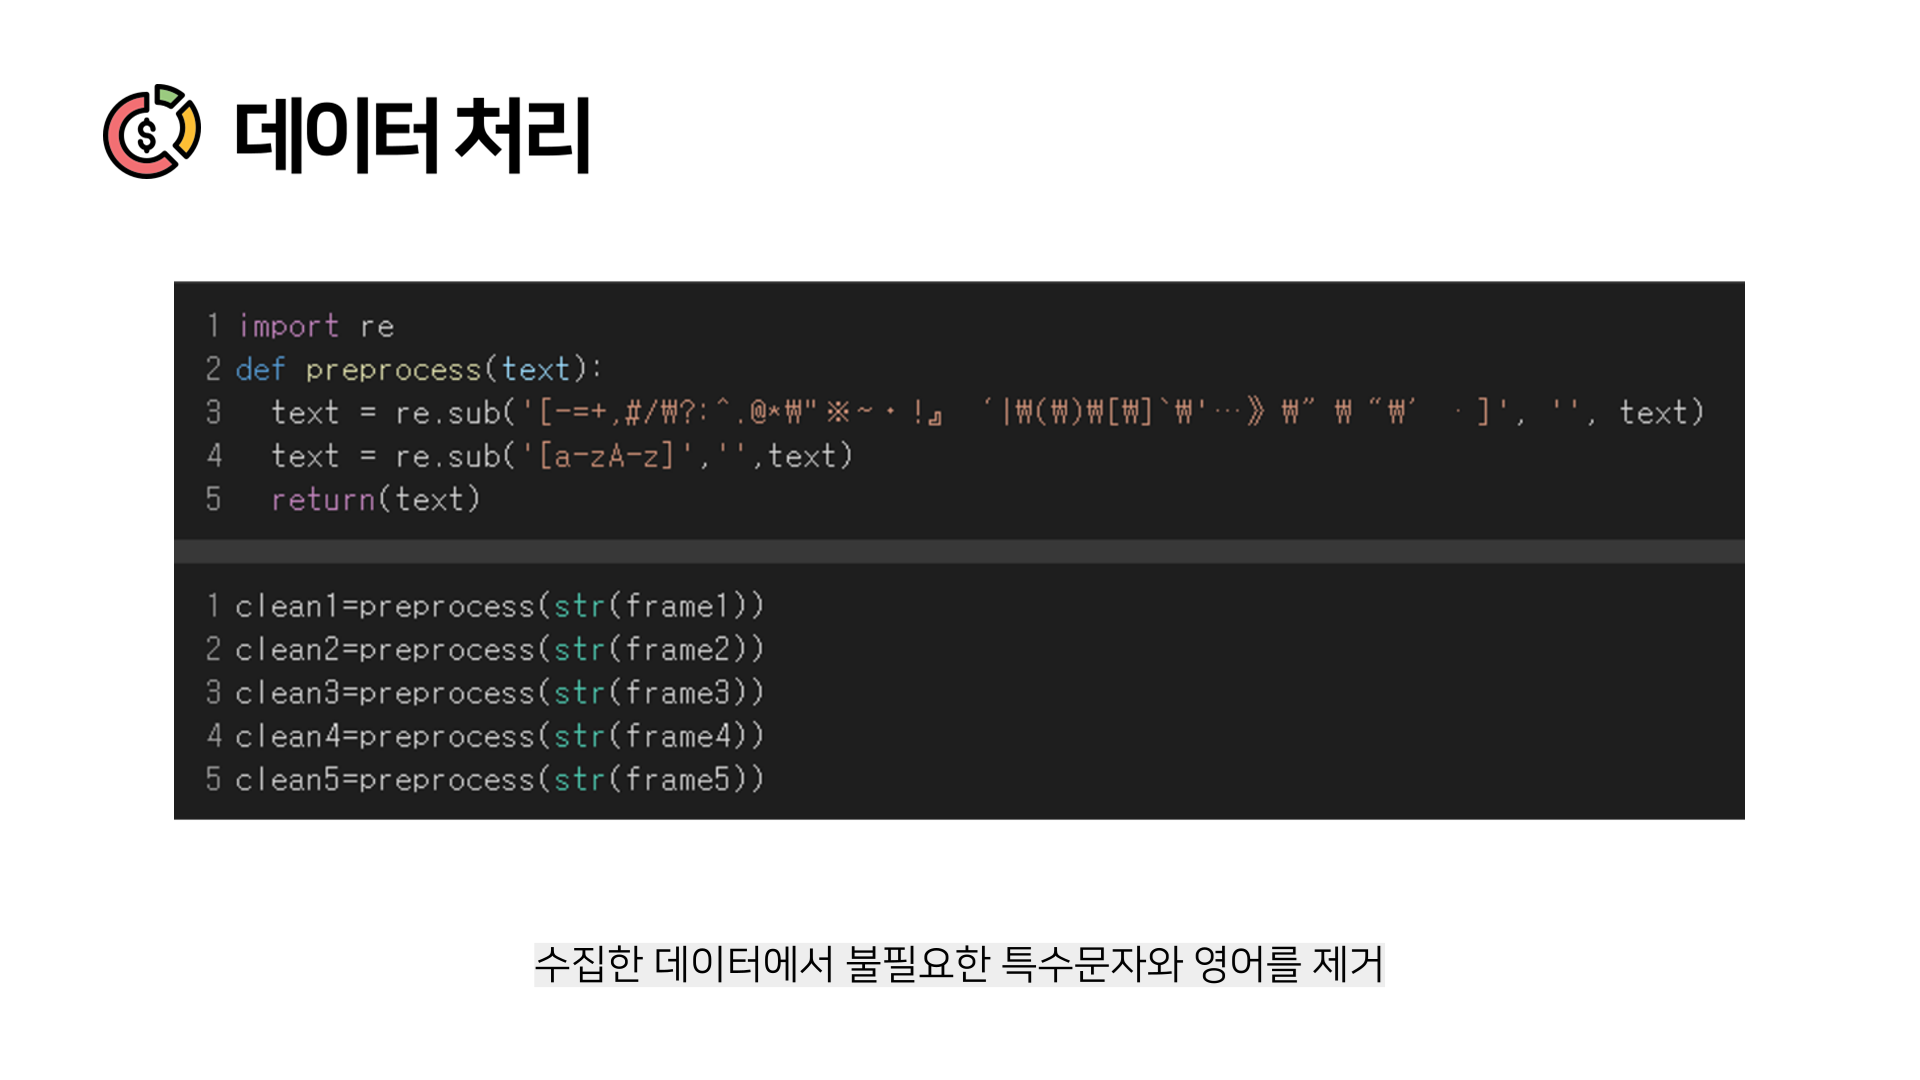 데이터 처리
1 import re
2 def preprocess(text):
3 text = re.sub('[-=+,#/₩?:^.@*₩"※~ㆍ!』 ´|₩(₩)₩[₩]`₩'…》₩” ₩ “₩’ ·]', '', text)
4 text = re.sub('[a-zA-z]','',text)
5 return(text)
1 clean1=preprocess(str(frame1))
2 clean2=preprocess(str(frame2))
3 clean3=preprocess(str(frame3))
4 clean4=preprocess(str(frame4))
5 clean5=preprocess(str(frame5))
수집한 데이터에서 불필요한 특수문자와 영어를 제거